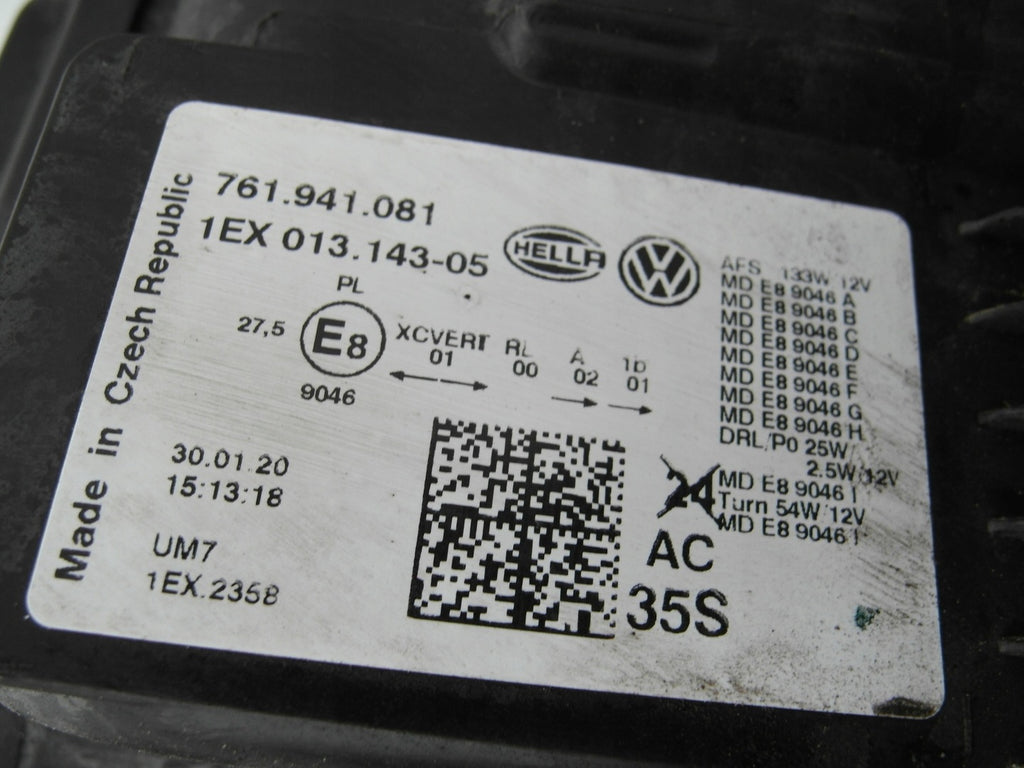 Made in Czech Republic
761.941.081
1EX 013.143-05
HELLA
VW
PL
27,5
E8
9046
XCVERT
01
RL
00
A
02
1b
01
AFS 133W/12V
MD E8 9046 A
MD E8 9046 B
MD E8 9046 C
MD E8 9046 D
MD E8 9046 E
MD E8 9046 F
MD E8 9046 G
MD E8 9046 H
DRL/P0 25W/
2.5W/12V
MD E8 9046 I
Turn 54W/12V
MD E8 9046 I
30.01.20
15:13:18
UM7
1EX.2358
24
AC
35S